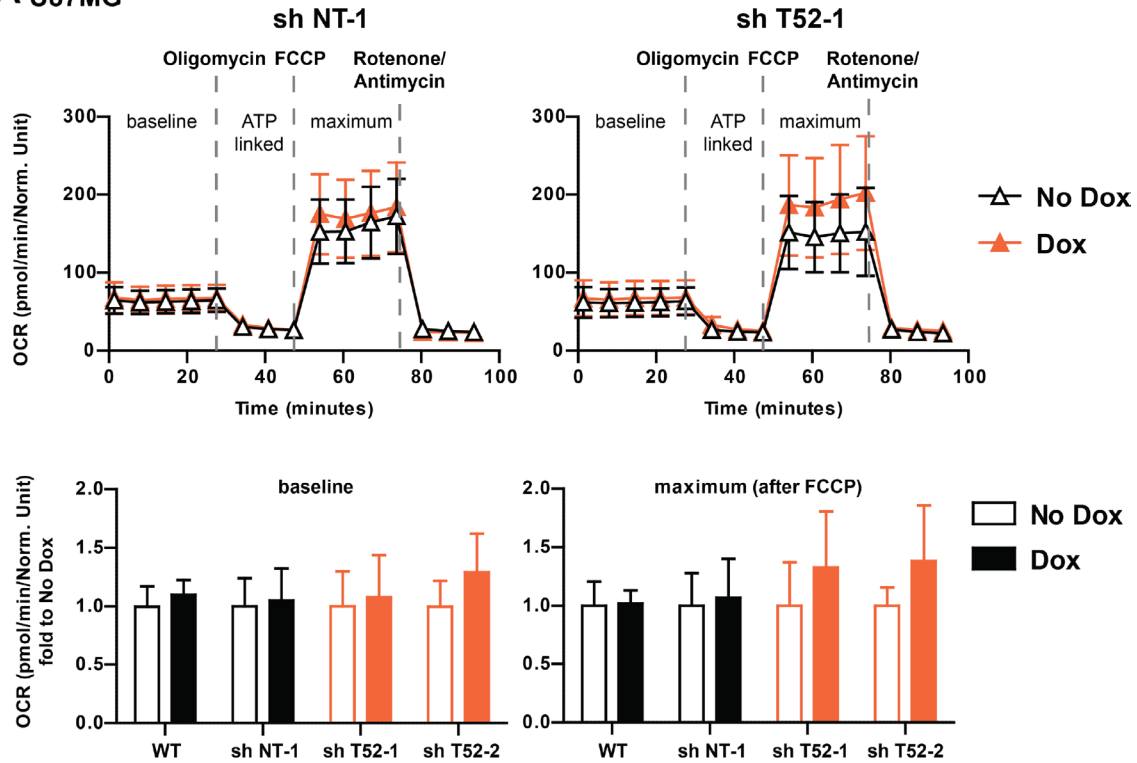 U87MG
sh NT-1
sh T52-1
Oligomycin FCCP Rotenone/
Antimycin
Oligomycin FCCP Rotenone/
Antimycin
OCR (pmol/min/Norm. Unit)
300
200
100
0
baseline
ATP
linked
maximum
0 20 40 60 80 100
Time (minutes)
300
200
100
0
baseline
ATP
linked
maximum
0 20 40 60 80 100
Time (minutes)
No Dox
Dox
OCR (pmol/min/Norm. Unit)
fold to No Dox
baseline
2.0
1.5
1.0
0.5
0.0
WT sh NT-1 sh T52-1 sh T52-2
maximum (after FCCP)
2.0
1.5
1.0
0.5
0.0
WT sh NT-1 sh T52-1 sh T52-2
No Dox
Dox